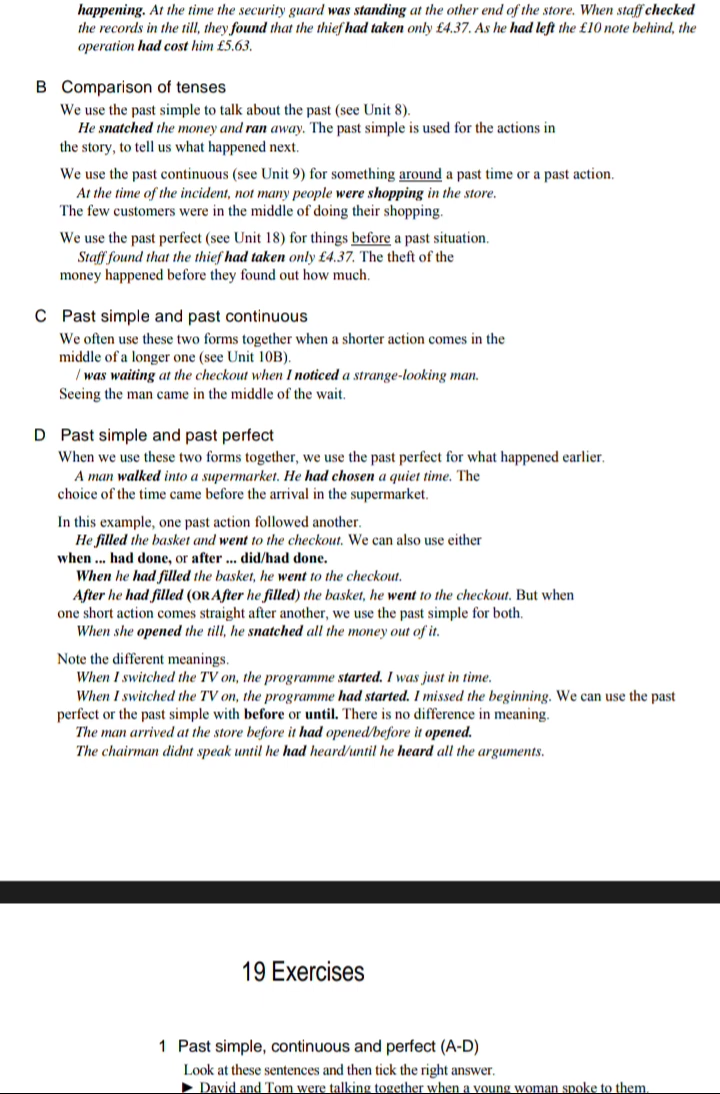 happening. At the time the security guard was standing at the other end of the store. When staff checked
the records in the till, they found that the thief had taken only £4.37. As he had left the £10 note behind, the
operation had cost him £5.63.
B Comparison of tenses
We use the past simple to talk about the past (see Unit 8).
He snatched the money and ran away. The past simple is used for the actions in
the story, to tell us what happened next.
We use the past continuous (see Unit 9) for something around a past time or a past action.
At the time of the incident, not many people were shopping in the store.
The few customers were in the middle of doing their shopping.
We use the past perfect (see Unit 18) for things before a past situation.
Staff found that the thief had taken only £4.37. The theft of the
money happened before they found out how much.
C Past simple and past continuous
We often use these two forms together when a shorter action comes in the
middle of a longer one (see Unit 10B).
/ was waiting at the checkout when I noticed a strange-looking man.
Seeing the man came in the middle of the wait.
D Past simple and past perfect
When we use these two forms together, we use the past perfect for what happened earlier.
A man walked into a supermarket. He had chosen a quiet time. The
choice of the time came before the arrival in the supermarket.
In this example, one past action followed another.
He filled the basket and went to the checkout. We can also use either
when ... had done, or after ... did/had done.
When he had filled the basket, he went to the checkout.
After he had filled (OR After he filled) the basket, he went to the checkout. But when
one short action comes straight after another, we use the past simple for both.
When she opened the till, he snatched all the money out of it.
Note the different meanings.
When I switched the TV on, the programme started. I was just in time.
When I switched the TV on, the programme had started. I missed the beginning. We can use the past
perfect or the past simple with before or until. There is no difference in meaning.
The man arrived at the store before it had opened/before it opened.
The chairman didnt speak until he had heard/until he heard all the arguments.
19 Exercises
1 Past simple, continuous and perfect (A-D)
Look at these sentences and then tick the right answer.
► David and Tom were talking together when a young woman spoke to them.